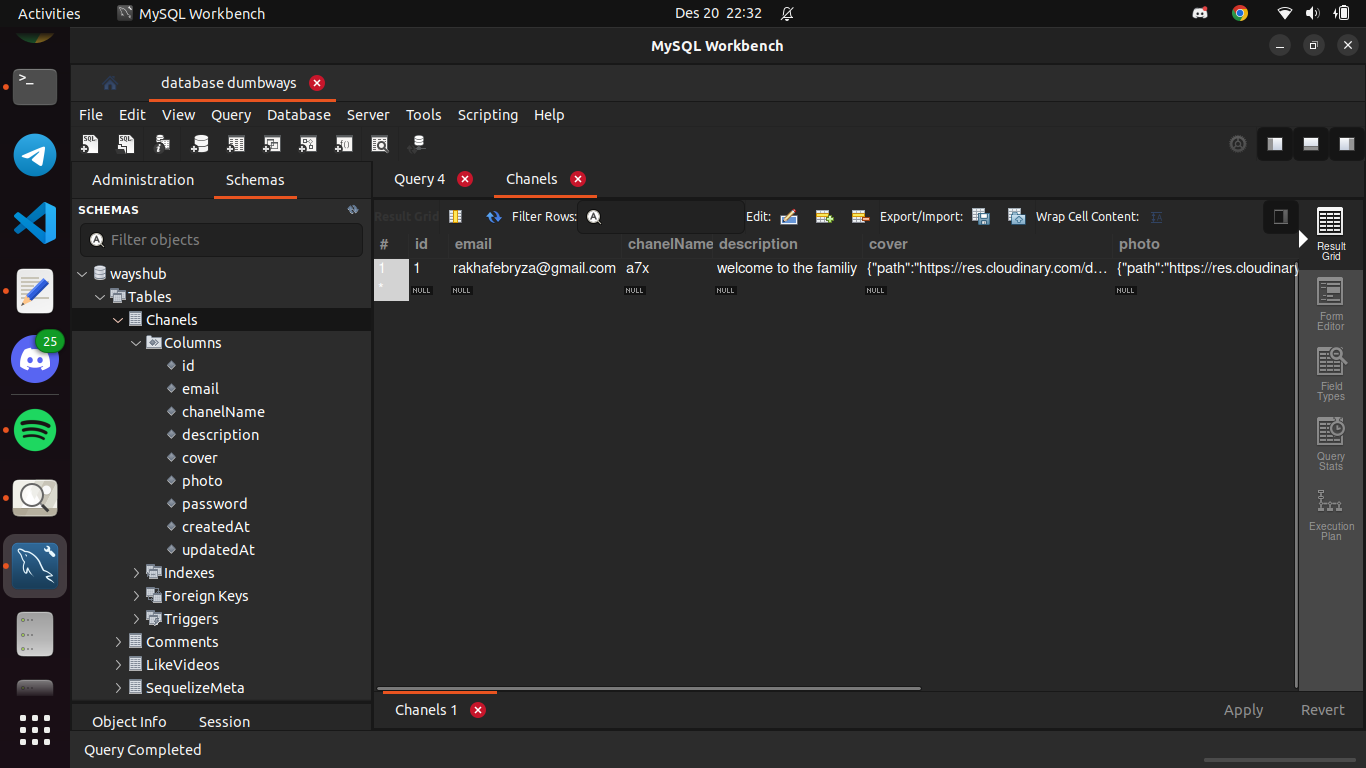 Activities MySQL Workbench Des 20 22:32
MySQL Workbench
database dumbways
File Edit View Query Database Server Tools Scripting Help
Administration Schemas
Query 4 Chanels
SCHEMAS
Filter objects
wayshub
Tables
Chanels
Columns
id
email
chanelName
description
cover
photo
password
createdAt
updatedAt
Indexes
Foreign Keys
Triggers
Comments
LikeVideos
SequelizeMeta
Object Info Session
Result Grid Filter Rows: Edit: Export/Import: Wrap Cell Content:
# id email chanelName description cover photo
1 1 rakhafebryza@gmail.com a7x welcome to the familiy {"path":"https://res.cloudinary.com/d... {"path":"https://res.cloudinary
* NULL NULL NULL NULL NULL NULL
Result
Grid
Form
Editor
Field
Types
Query
Stats
Execution
Plan
Chanels 1 Apply Revert
Query Completed
25